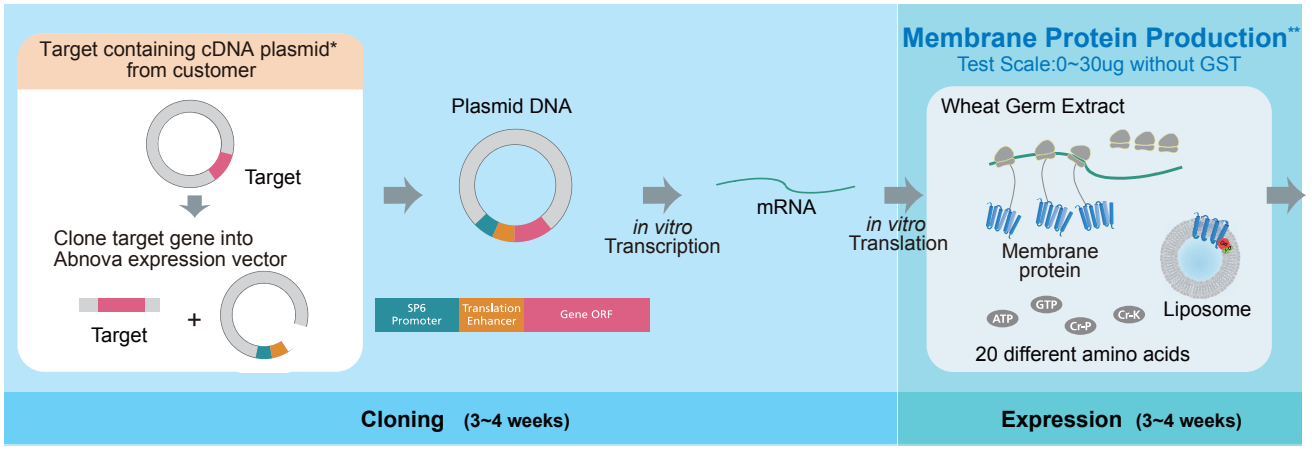 Target containing cDNA plasmid*
from customer
Target
Clone target gene into
Abnova expression vector
Target
+
Plasmid DNA
SP6
Promoter
Translation
Enhancer
Gene ORF
in vitro
Transcription
mRNA
in vitro
Translation
Membrane Protein Production**
Test Scale:0~30ug without GST
Wheat Germ Extract
Membrane
protein
Liposome
ATP
GTP
Cr-P
Cr-K
20 different amino acids
Cloning (3~4 weeks)
Expression (3~4 weeks)